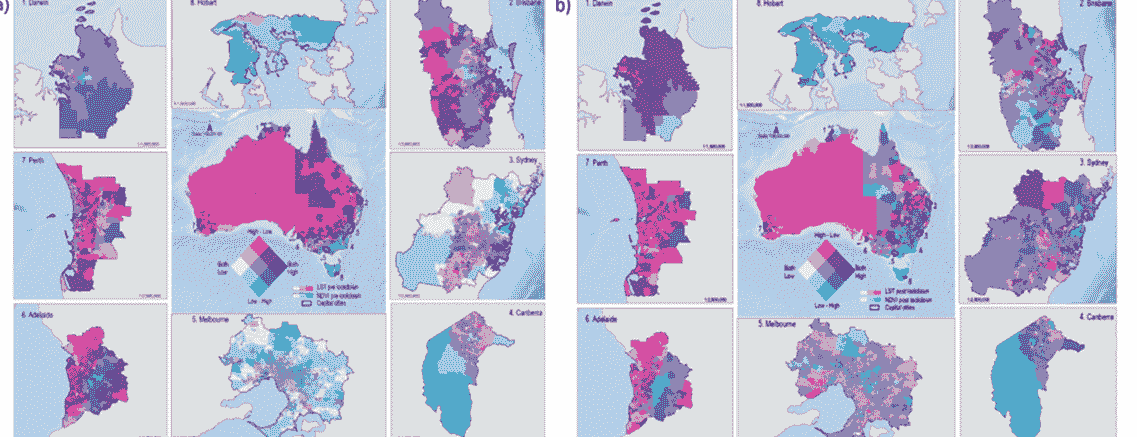 a)
1. Darwin
8. Hobart
2. Brisbane
7. Perth
3. Sydney
High - Low
Both Low
Both High
Low - High
LST pre-lockdown
NDVI pre-lockdown
Capital cities
6. Adelaide
5. Melbourne
4. Canberra
b)
1. Darwin
8. Hobart
2. Brisbane
7. Perth
3. Sydney
High - Low
Both Low
Both High
Low - High
LST post lockdown
NDVI post lockdown
Capital cities
6. Adelaide
5. Melbourne
4. Canberra